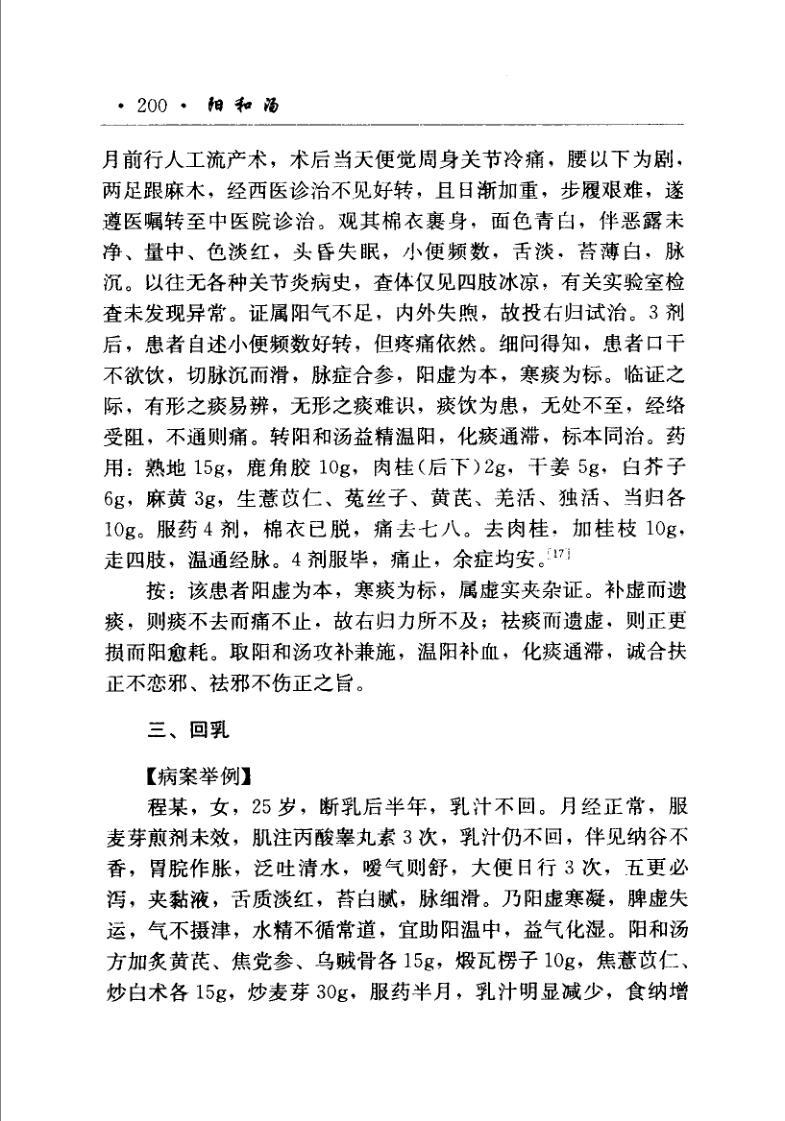 · 200 · 阳和汤
月前行人工流产术，术后当天便觉周身关节冷痛，腰以下为剧，
两足跟麻木，经西医诊治不见好转，且日渐加重，步履艰难，遂
遵医嘱转至中医院诊治。观其棉衣裹身，面色青白，伴恶露未
净、量中、色淡红，头昏失眠，小便频数，舌淡，苔薄白，脉
沉。以往无各种关节炎病史，查体仅见四肢冰凉，有关实验室检
查未发现异常。证属阳气不足，内外失煦，故投右归试治。3 剂
后，患者自述小便频数好转，但疼痛依然。细问得知，患者口干
不欲饮，切脉沉而滑，脉症合参，阳虚为本，寒痰为标。临证之
际，有形之痰易辨，无形之痰难识，痰饮为患，无处不至，经络
受阻，不通则痛。转阳和汤益精温阳，化痰通滞，标本同治。药
用：熟地 15g，鹿角胶 10g，肉桂(后下)2g，干姜 5g，白芥子
6g，麻黄 3g，生薏苡仁、菟丝子、黄芪、羌活、独活、当归各
10g。服药 4 剂，棉衣已脱，痛去七八。去肉桂，加桂枝 10g，
走四肢，温通经脉。4 剂服毕，痛止，余症均安。[17]
按：该患者阳虚为本，寒痰为标，属虚实夹杂证。补虚而遗
痰，则痰不去而痛不止，故右归力所不及；祛痰而遗虚，则正更
损而阳愈耗。取阳和汤攻补兼施，温阳补血，化痰通滞，诚合扶
正不恋邪、祛邪不伤正之旨。
三、回乳
【病案举例】
程某，女，25 岁，断乳后半年，乳汁不回。月经正常，服
麦芽煎剂未效，肌注丙酸睾丸素 3 次，乳汁仍不回，伴见纳谷不
香，胃脘作胀，泛吐清水，嗳气则舒，大便日行 3 次，五更必
泻，夹黏液，舌质淡红，苔白腻，脉细滑。乃阳虚寒凝，脾虚失
运，气不摄津，水精不循常道，宜助阳温中，益气化湿。阳和汤
方加炙黄芪、焦党参、乌贼骨各 15g，煅瓦楞子 10g，焦薏苡仁、
炒白术各 15g，炒麦芽 30g，服药半月，乳汁明显减少，食纳增